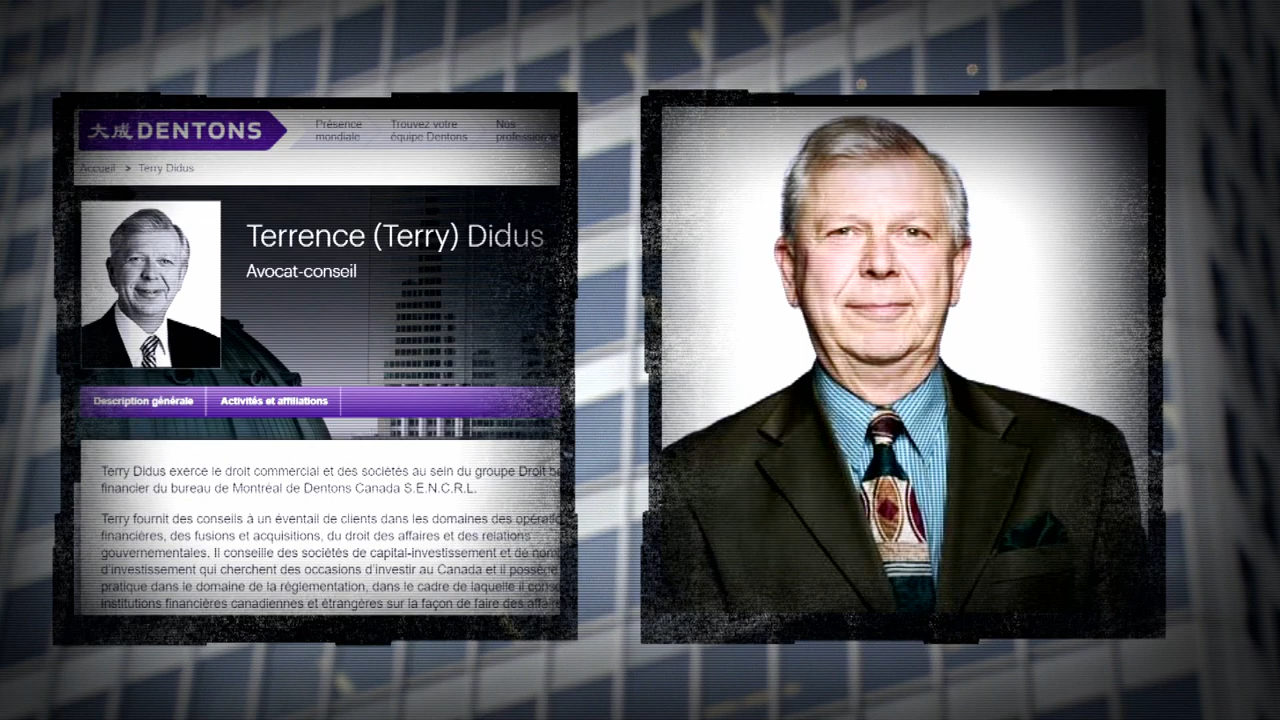 大成DENTONS
Présence
mondiale
Trouvez votre
équipe Dentons
Nos
Accueil > Terry Didus
Terrence (Terry) Didus
Avocat-conseil
Description générale
Activités et affiliations
Terry Didus exerce le droit commercial et des sociétés au sein du groupe Droit
financier du bureau de Montréal de Dentons Canada S.E.N.C.R.L.
Terry fournit des conseils à un éventail de clients dans les domaines des
financières, des fusions et acquisitions, du droit des affaires et des relations
gouvernementales. Il conseille des sociétés de capital-investissement et de
d'investissement qui cherchent des occasions d'investir au Canada et il
pratique dans le domaine de la réglementation, dans le cadre de laquelle il
institutions financières canadiennes et étrangères sur la façon de faire des